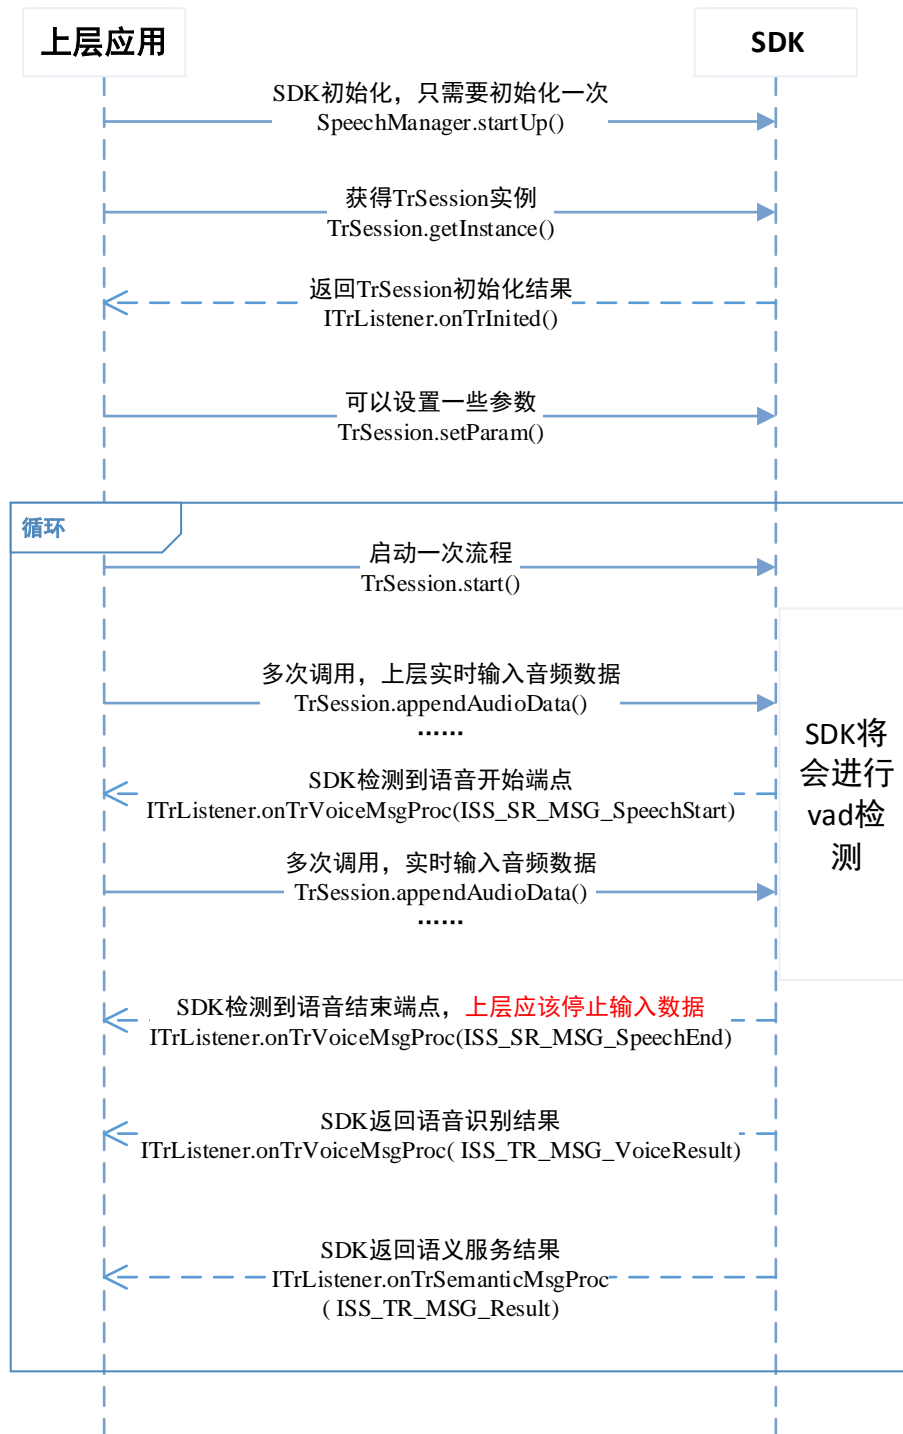 上层应用
SDK
SDK初始化，只需要初始化一次
SpeechManager.startUp()
获得TrSession实例
TrSession.getInstance()
返回TrSession初始化结果
ITrListener.onTrInited()
可以设置一些参数
TrSession.setParam()
循环
启动一次流程
TrSession.start()
多次调用，上层实时输入音频数据
TrSession.appendAudioData()
……
SDK将
会进行
vad检
测
SDK检测到语音开始端点
ITrListener.onTrVoiceMsgProc(ISS_SR_MSG_SpeechStart)
多次调用，实时输入音频数据
TrSession.appendAudioData()
……
SDK检测到语音结束端点，上层应该停止输入数据
ITrListener.onTrVoiceMsgProc(ISS_SR_MSG_SpeechEnd)
SDK返回语音识别结果
ITrListener.onTrVoiceMsgProc( ISS_TR_MSG_VoiceResult)
SDK返回语义服务结果
ITrListener.onTrSemanticMsgProc
( ISS_TR_MSG_Result)